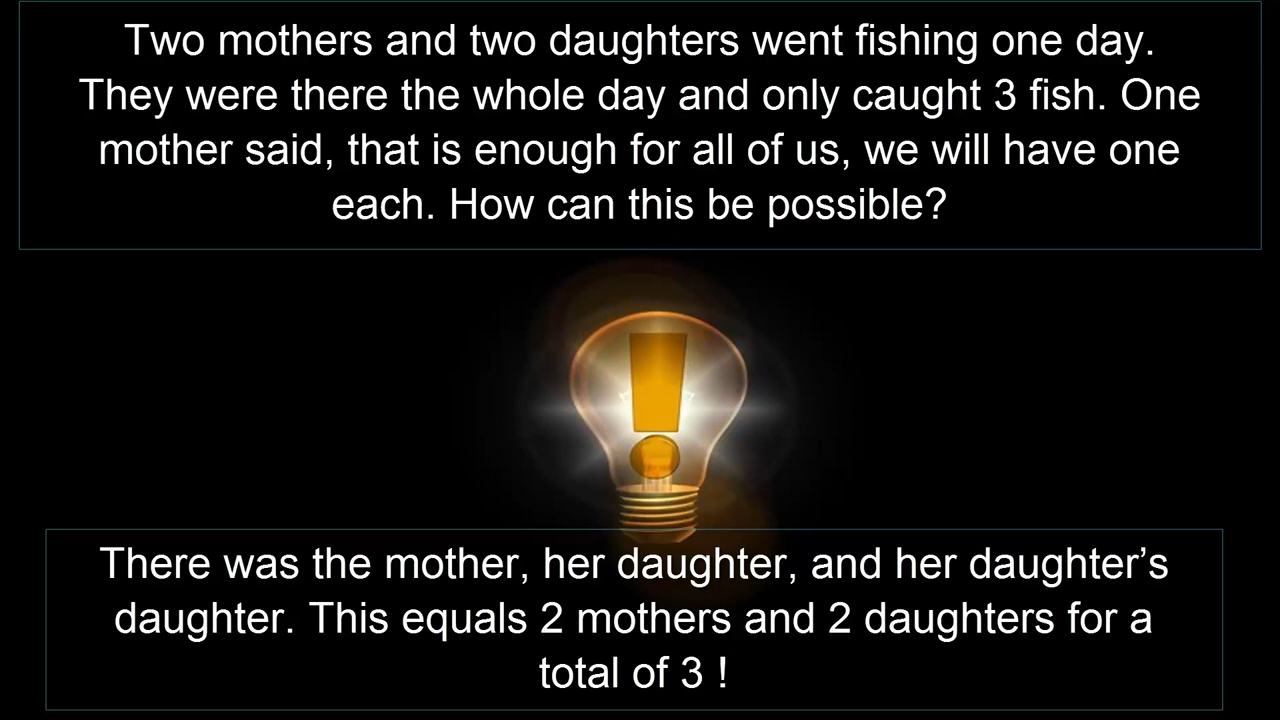 Two mothers and two daughters went fishing one day.
They were there the whole day and only caught 3 fish. One
mother said, that is enough for all of us, we will have one
each. How can this be possible?
There was the mother, her daughter, and her daughter’s
daughter. This equals 2 mothers and 2 daughters for a
total of 3 !